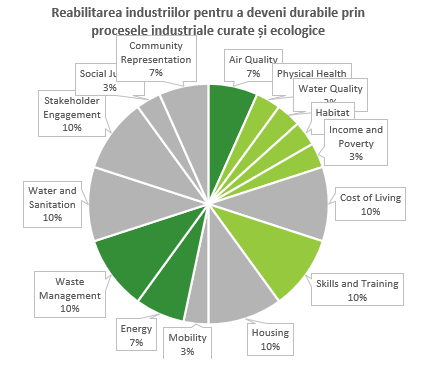 Reabilitarea industriilor pentru a deveni durabile prin
procesele industriale curate și ecologice
Community
Representation
7%
Air Quality
7%
Physical Health
Water Quality
Habitat
Income and
Poverty
3%
Cost of Living
10%
Skills and Training
10%
Housing
10%
Mobility
3%
Energy
7%
Waste
Management
10%
Water and
Sanitation
10%
Stakeholder
Engagement
10%
Social Ju
3%